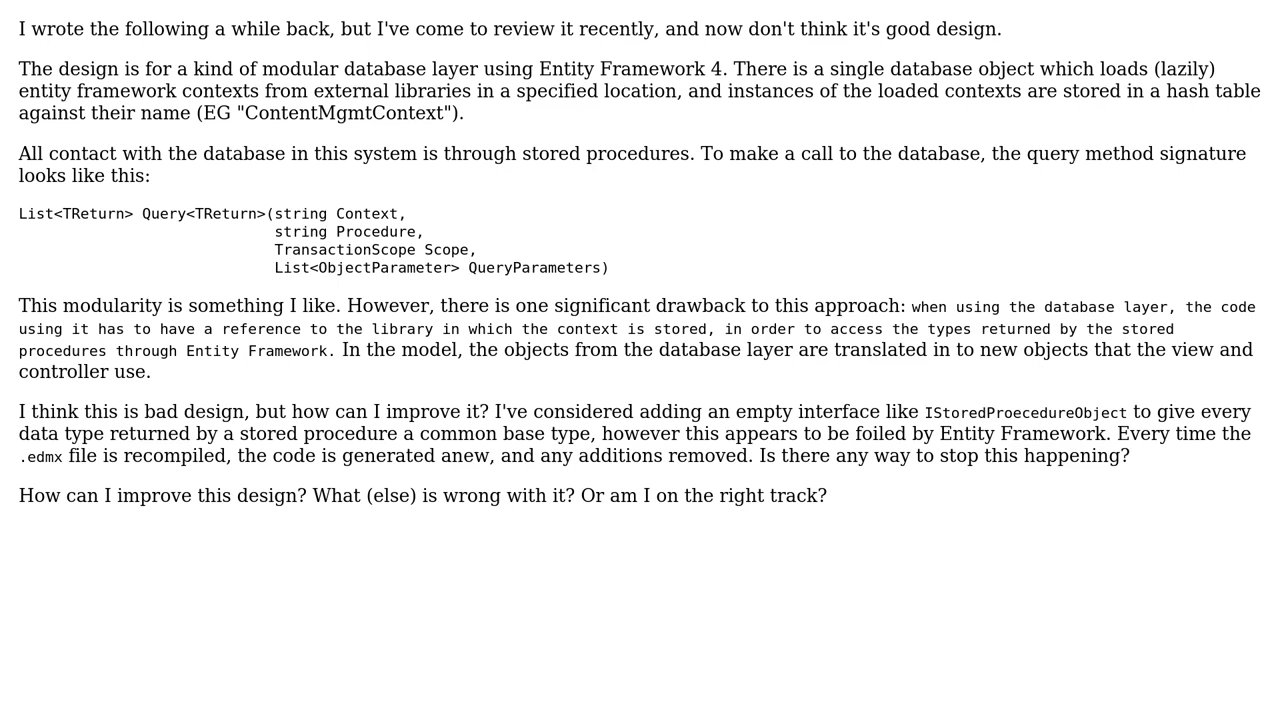 I wrote the following a while back, but I've come to review it recently, and now don't think it's good design.
The design is for a kind of modular database layer using Entity Framework 4. There is a single database object which loads (lazily)
entity framework contexts from external libraries in a specified location, and instances of the loaded contexts are stored in a hash table
against their name (EG "ContentMgmtContext").
All contact with the database in this system is through stored procedures. To make a call to the database, the query method signature
looks like this:
List<TReturn> Query<TReturn>(string Context,
string Procedure,
TransactionScope Scope,
List<ObjectParameter> QueryParameters)
This modularity is something I like. However, there is one significant drawback to this approach: when using the database layer, the code
using it has to have a reference to the library in which the context is stored, in order to access the types returned by the stored
procedures through Entity Framework. In the model, the objects from the database layer are translated in to new objects that the view and
controller use.
I think this is bad design, but how can I improve it? I've considered adding an empty interface like IStoredProecedureObject to give every
data type returned by a stored procedure a common base type, however this appears to be foiled by Entity Framework. Every time the
.edmx file is recompiled, the code is generated anew, and any additions removed. Is there any way to stop this happening?
How can I improve this design? What (else) is wrong with it? Or am I on the right track?